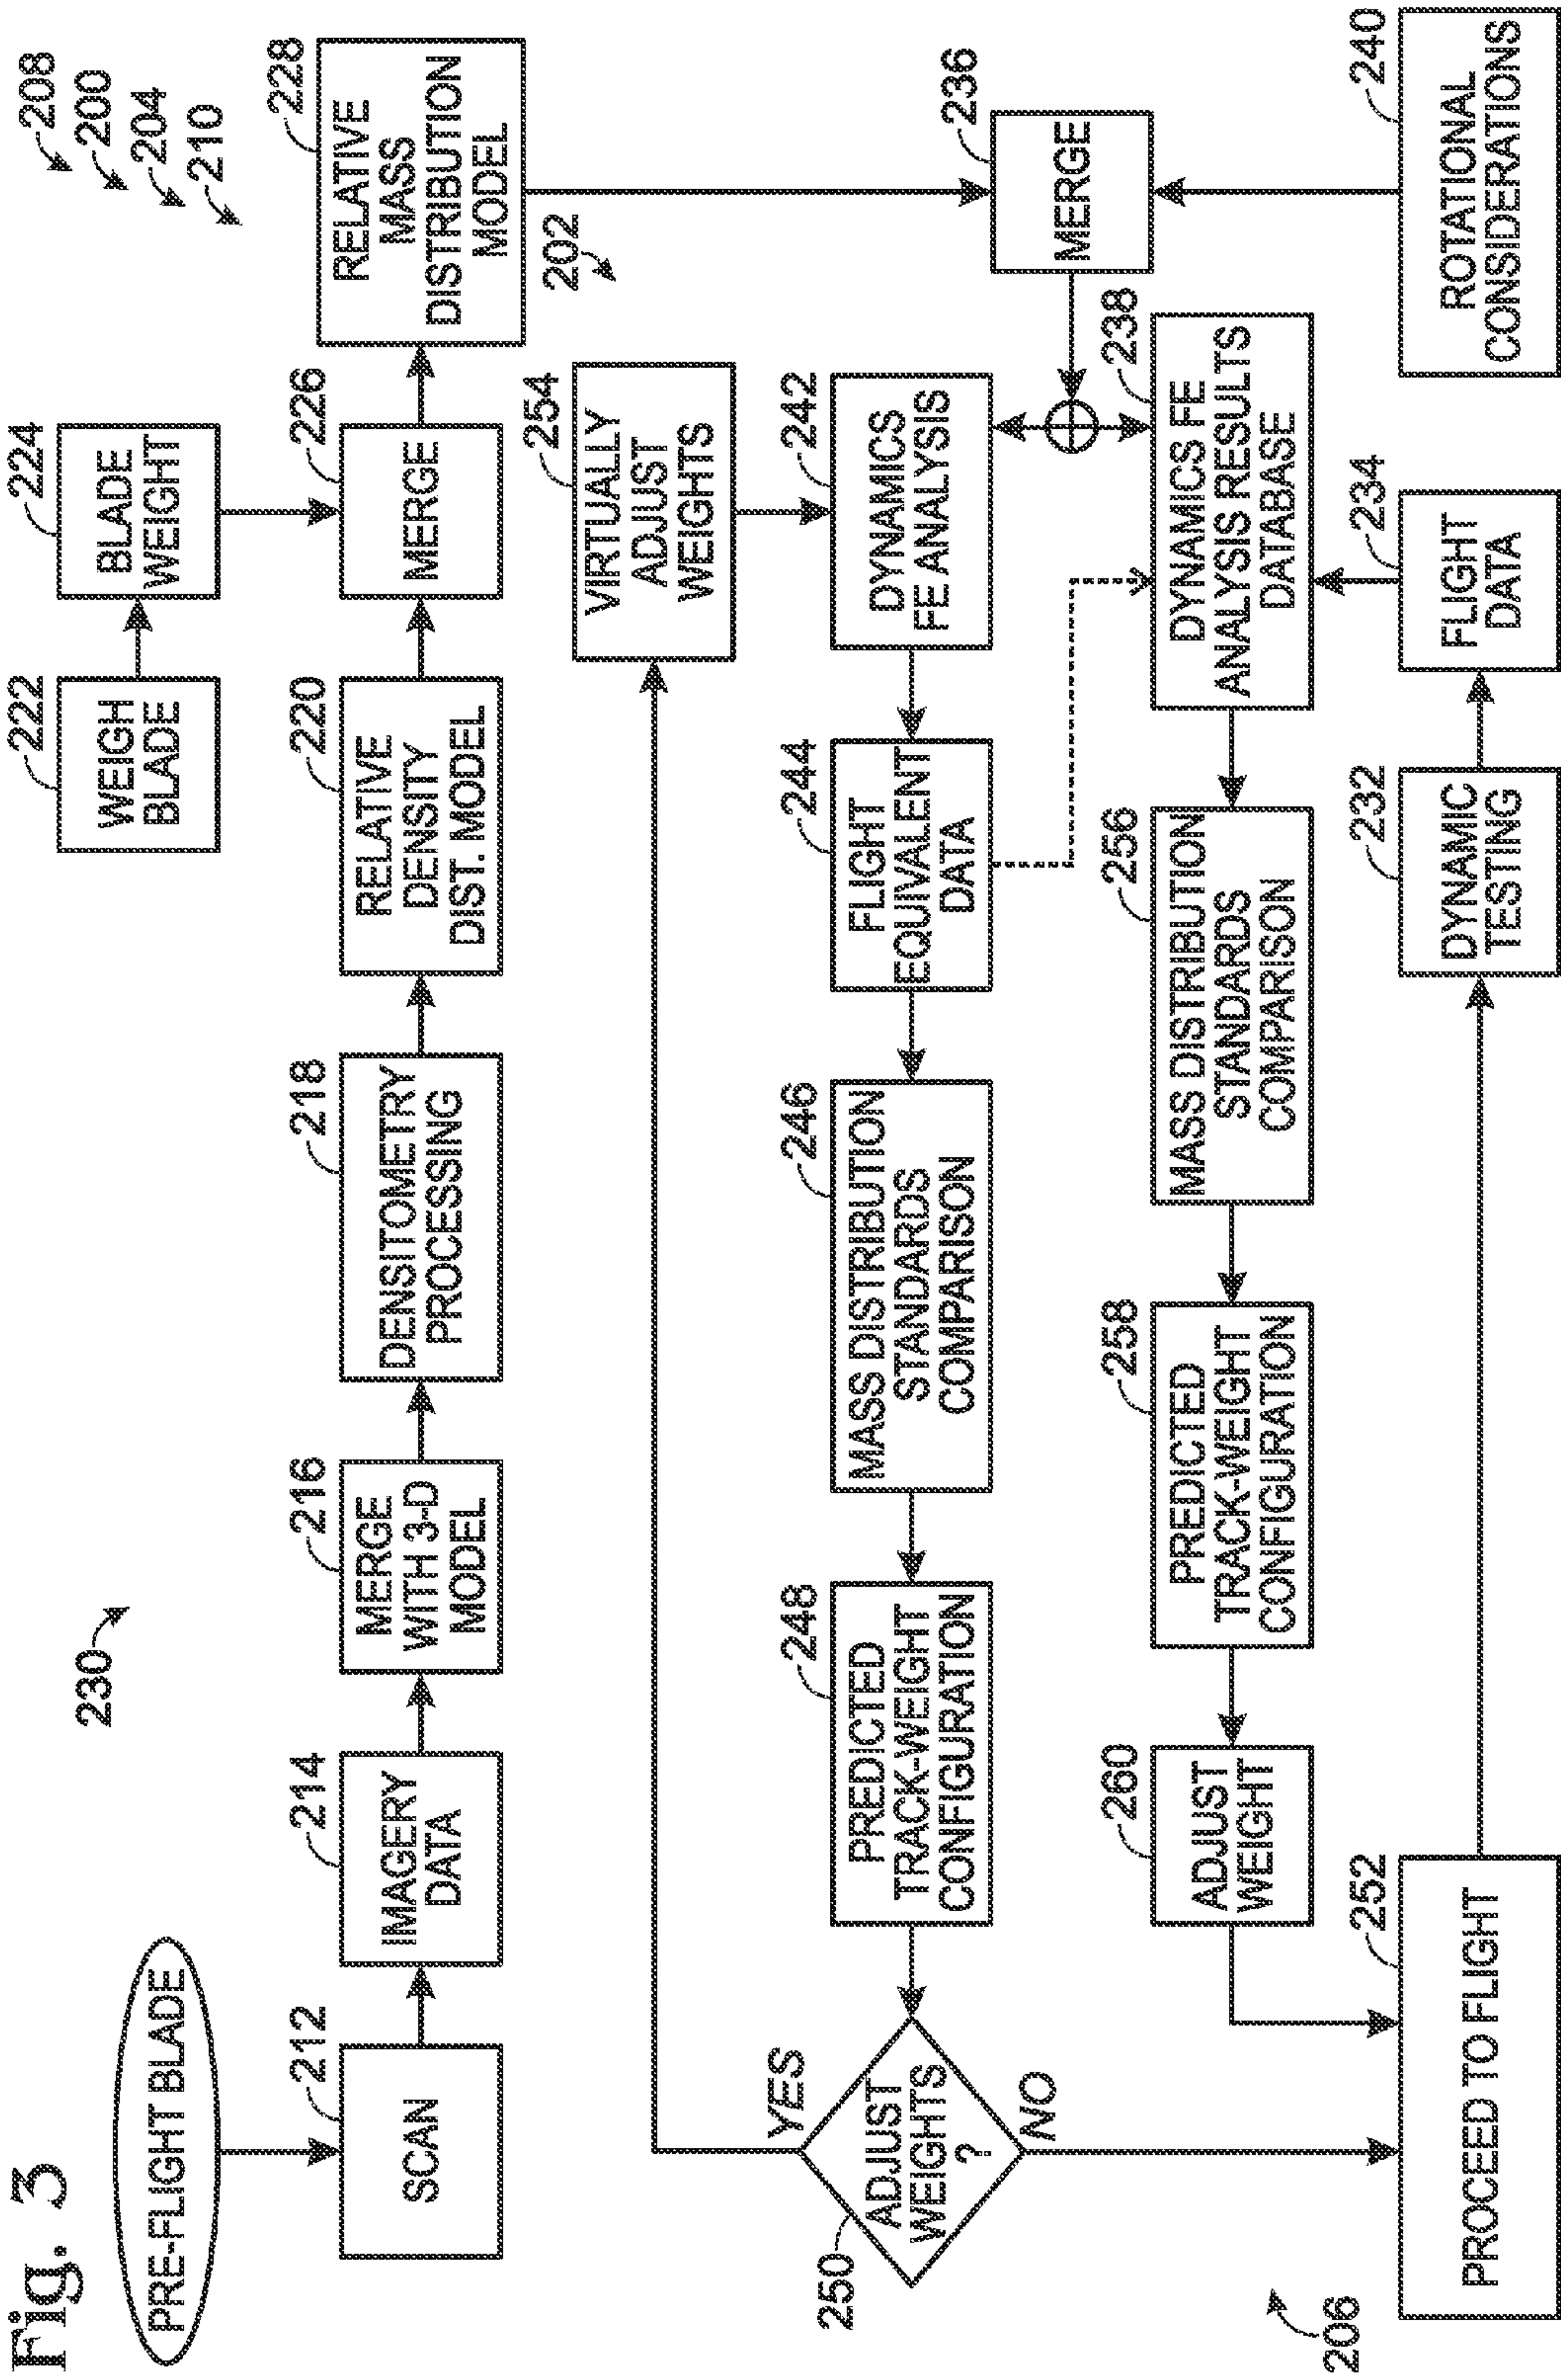 Fig. 3
PRE-FLIGHT BLADE
230
222
WEIGH
BLADE
224
BLADE
WEIGHT
208
200
204
210
212
SCAN
214
IMAGERY
DATA
216
MERGE
WITH 3-D
MODEL
218
DENSITOMETRY
PROCESSING
220
RELATIVE
DENSITY
DIST. MODEL
226
MERGE
228
RELATIVE
MASS
DISTRIBUTION
MODEL
202
254
VIRTUALLY
ADJUST
WEIGHTS
YES
250
ADJUST
WEIGHTS
?
NO
248
PREDICTED
TRACK-WEIGHT
CONFIGURATION
246
MASS DISTRIBUTION
STANDARDS
COMPARISON
244
FLIGHT
EQUIVALENT
DATA
242
DYNAMICS
FE ANALYSIS
236
MERGE
260
ADJUST
WEIGHT
258
PREDICTED
TRACK-WEIGHT
CONFIGURATION
256
MASS DISTRIBUTION
STANDARDS
COMPARISON
238
DYNAMICS FE
ANALYSIS RESULTS
DATABASE
206
252
PROCEED TO FLIGHT
232
DYNAMIC
TESTING
234
FLIGHT
DATA
240
ROTATIONAL
CONSIDERATIONS